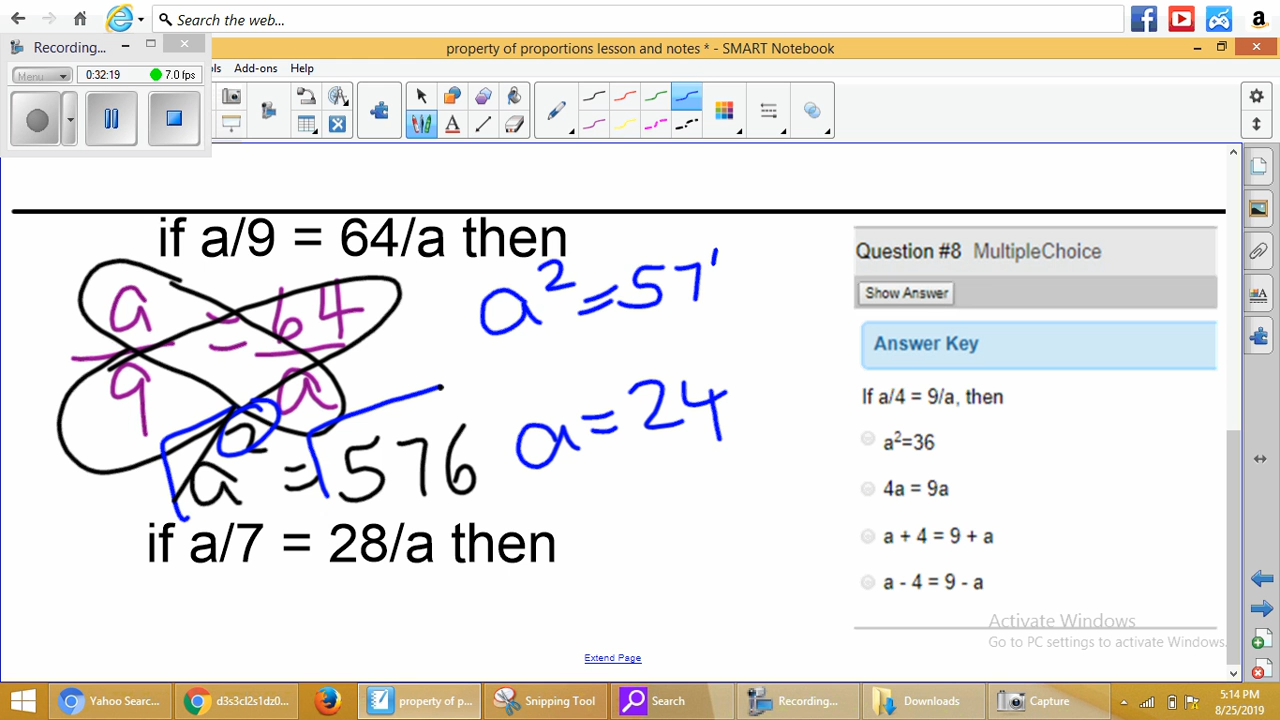 Search the web...
Recording...
property of proportions lesson and notes * - SMART Notebook
Menu
0:32:19
7.0 fps
ols
Add-ons
Help
if a/9 = 64/a then
a/9 = 64/a
a² = 576
a² = 57
a = 24
if a/7 = 28/a then
Extend Page
Question #8 MultipleChoice
Show Answer
Answer Key
If a/4 = 9/a, then
a²=36
4a = 9a
a + 4 = 9 + a
a - 4 = 9 - a
Activate Windows
Go to PC settings to activate Windows.
Yahoo Searc...
d3s3cl2s1dz0...
property of p...
Snipping Tool
Search
Recording...
Downloads
Capture
5:14 PM
8/25/2019